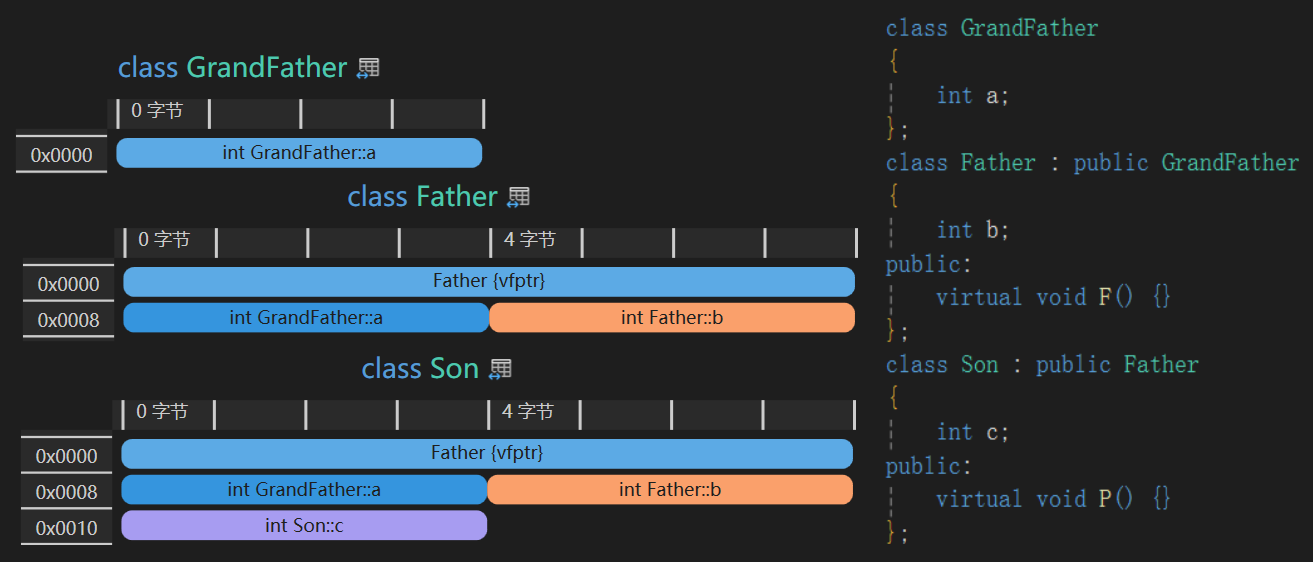 class GrandFather
0 字节
0x0000
int GrandFather::a
class Father
0 字节
4 字节
0x0000
Father {vfptr}
0x0008
int GrandFather::a
int Father::b
class Son
0 字节
4 字节
0x0000
Father {vfptr}
0x0008
int GrandFather::a
int Father::b
0x0010
int Son::c
class GrandFather
{
int a;
};
class Father : public GrandFather
{
int b;
public:
virtual void F() {}
};
class Son : public Father
{
int c;
public:
virtual void P() {}
};